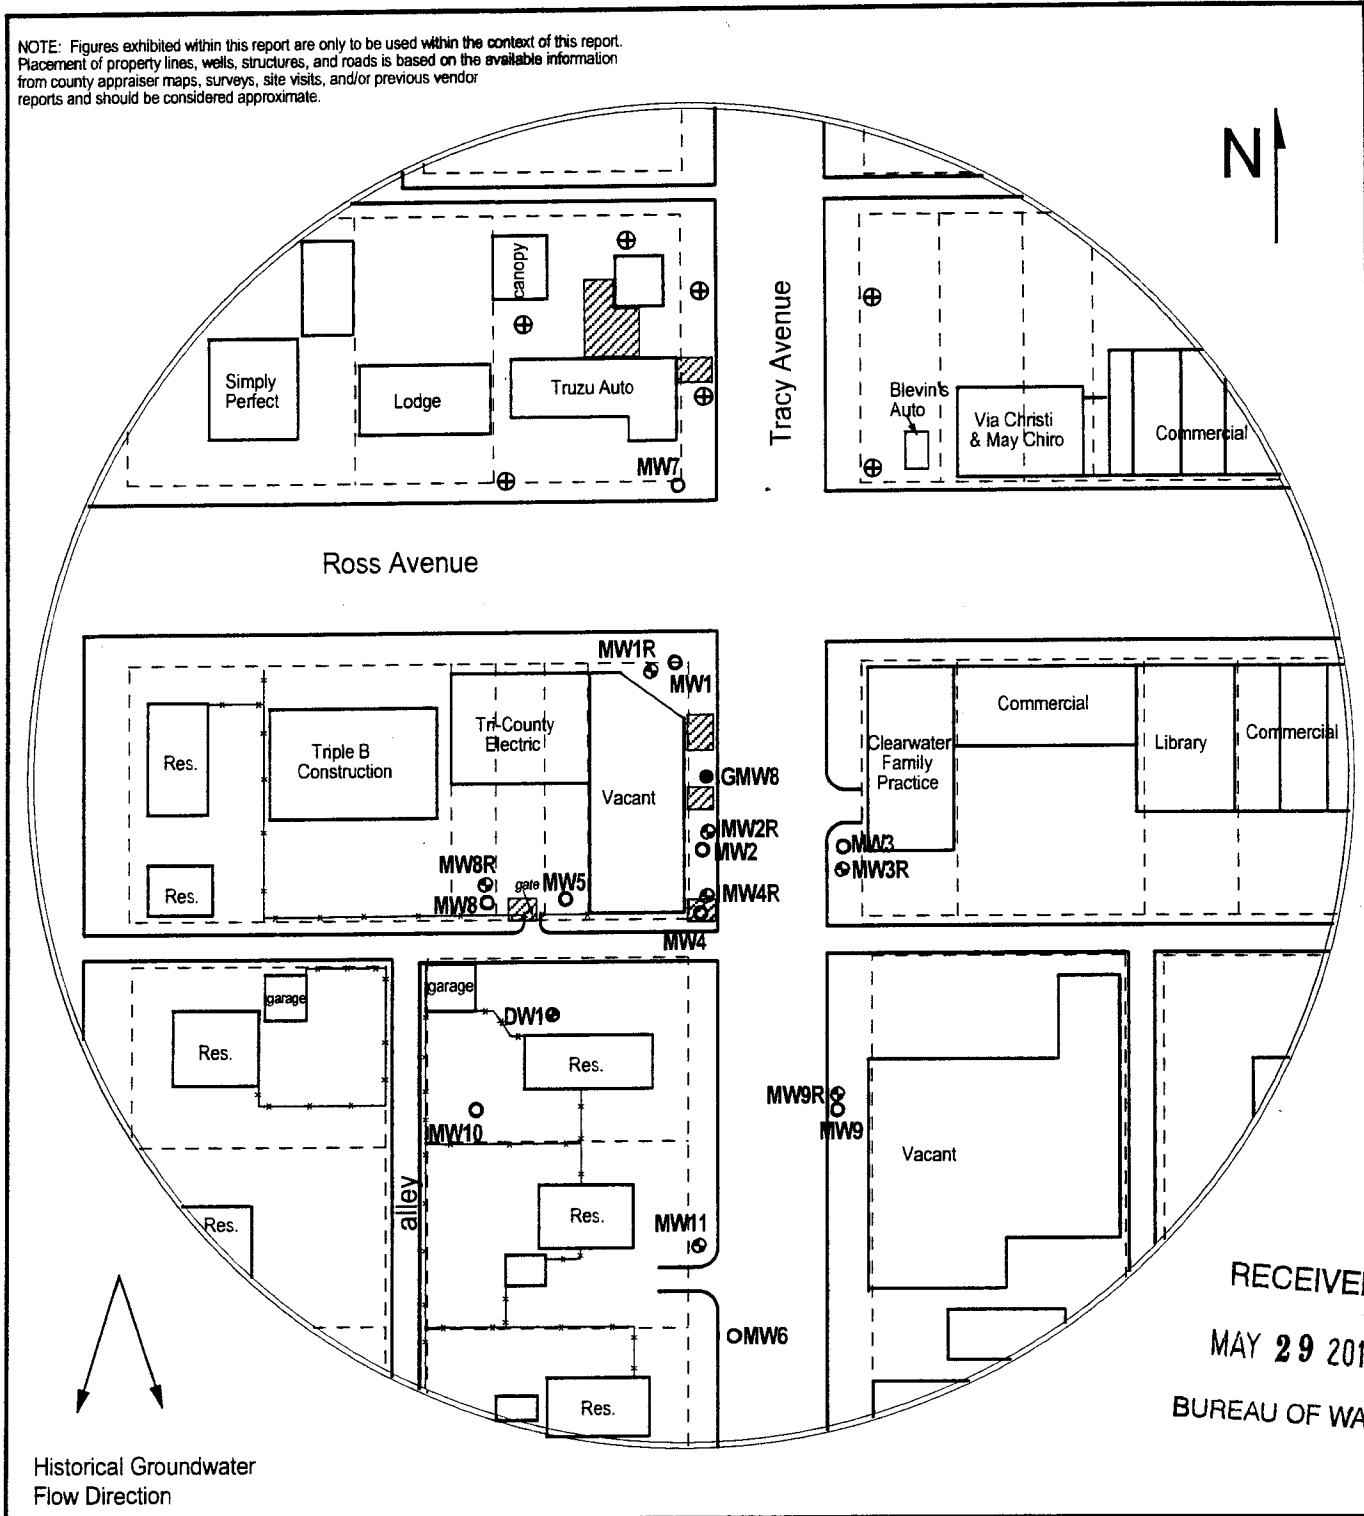 NOTE: Figures exhibited within this report are only to be used within the context of this report.
Placement of property lines, wells, structures, and roads is based on the available information
from county appraiser maps, surveys, site visits, and/or previous vendor
reports and should be considered approximate.
N
canopy
Tracy Avenue
Simply
Perfect
Lodge
Truzu Auto
Blevin's
Auto
Via Christi
& May Chiro
Commercial
MW7
Ross Avenue
MW1R
MW1
Res.
Triple B
Construction
Tri-County
Electric
Vacant
GMW8
Clearwater
Family
Practice
Commercial
Library
Commercial
MW2R
MW2
MW3
MW3R
MW8R
MW8
gate
MW5
MW4R
MW4
Res.
garage
garage
DW1
Res.
Res.
MW10
MW9R
MW9
Vacant
alley
Res.
Res.
MW11
MW6
Res.
RECEIVE
MAY 29 201
BUREAU OF WA
Historical Groundwater
Flow Direction